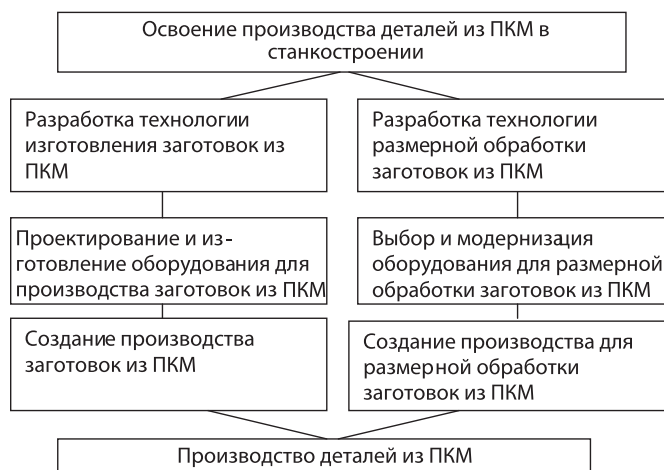 Освоение производства деталей из ПКМ в
станкостроении
Разработка технологии
изготовления заготовок из
ПКМ
Разработка технологии
размерной обработки
заготовок из ПКМ
Проектирование и из-
готовление оборудования для
производства заготовок из ПКМ
Выбор и модернизация
оборудования для размерной
обработки заготовок из ПКМ
Создание производства
заготовок из ПКМ
Создание производства для
размерной обработки
заготовок из ПКМ
Производство деталей из ПКМ